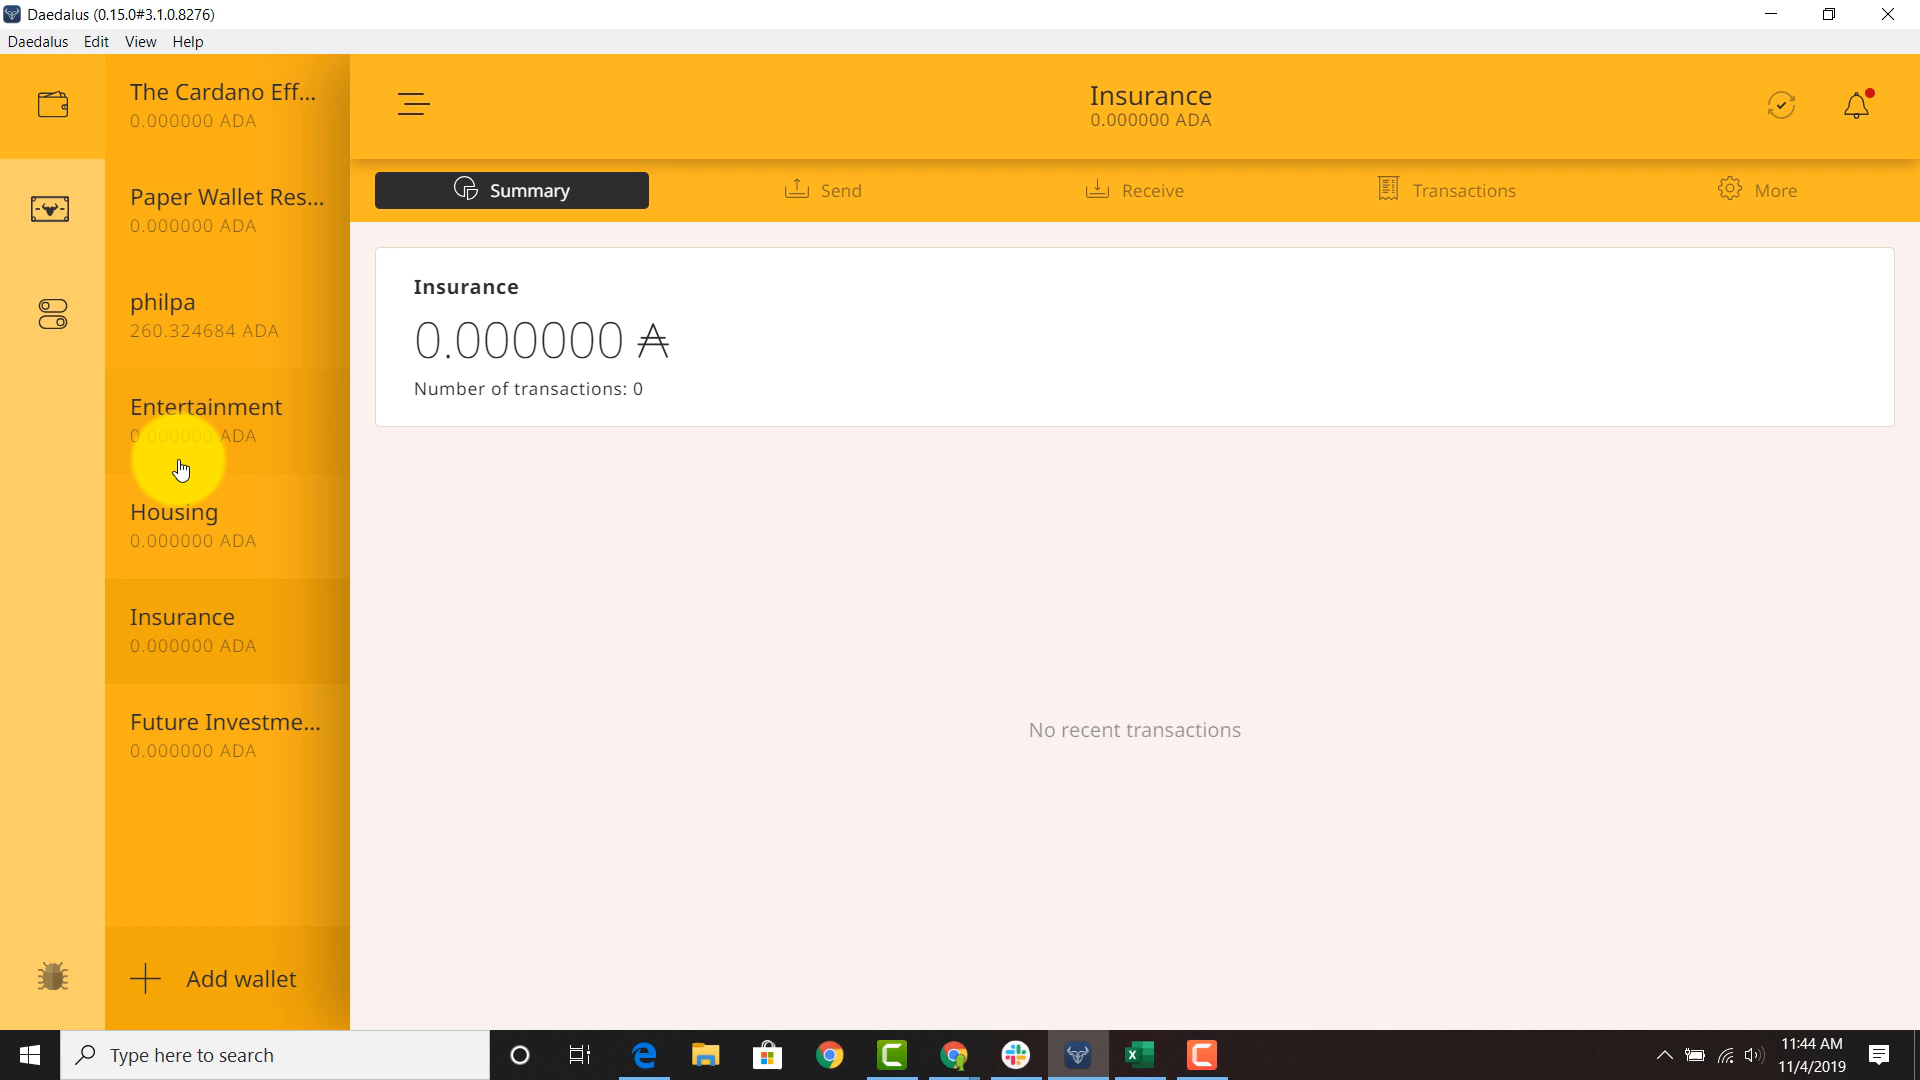 Daedalus (0.15.0#3.1.0.8276)
Daedalus Edit View Help
The Cardano Eff...
0.000000 ADA
Paper Wallet Res...
0.000000 ADA
philpa
260.324684 ADA
Entertainment
0.000000 ADA
Housing
0.000000 ADA
Insurance
0.000000 ADA
Future Investme...
0.000000 ADA
Add wallet
Insurance
0.000000 ADA
Summary Send Receive Transactions More
Insurance
0.000000 ₳
Number of transactions: 0
No recent transactions
Type here to search
11:44 AM
11/4/2019